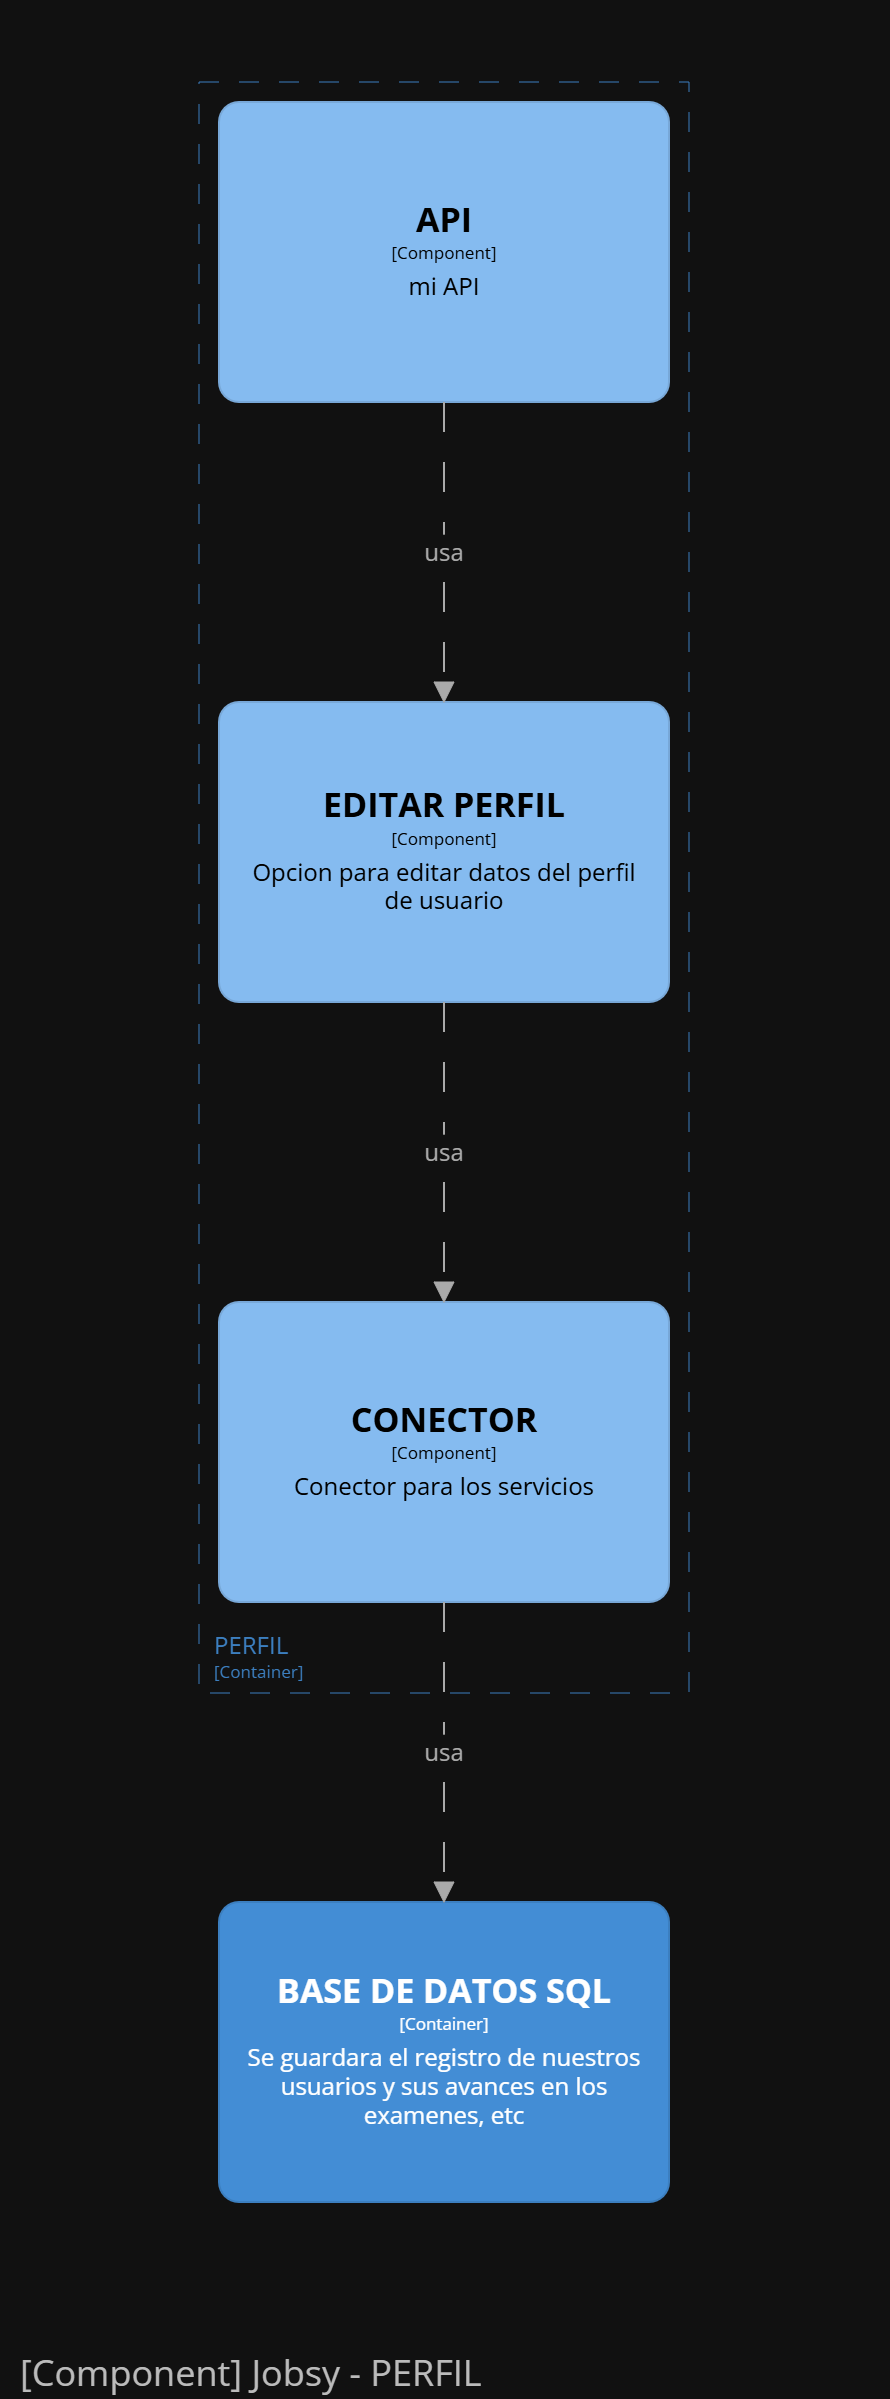 API
[Component]
mi API
usa
EDITAR PERFIL
[Component]
Opcion para editar datos del perfil
de usuario
usa
CONECTOR
[Component]
Conector para los servicios
PERFIL
[Container]
usa
BASE DE DATOS SQL
[Container]
Se guardara el registro de nuestros
usuarios y sus avances en los
examenes, etc
[Component] Jobsy - PERFIL